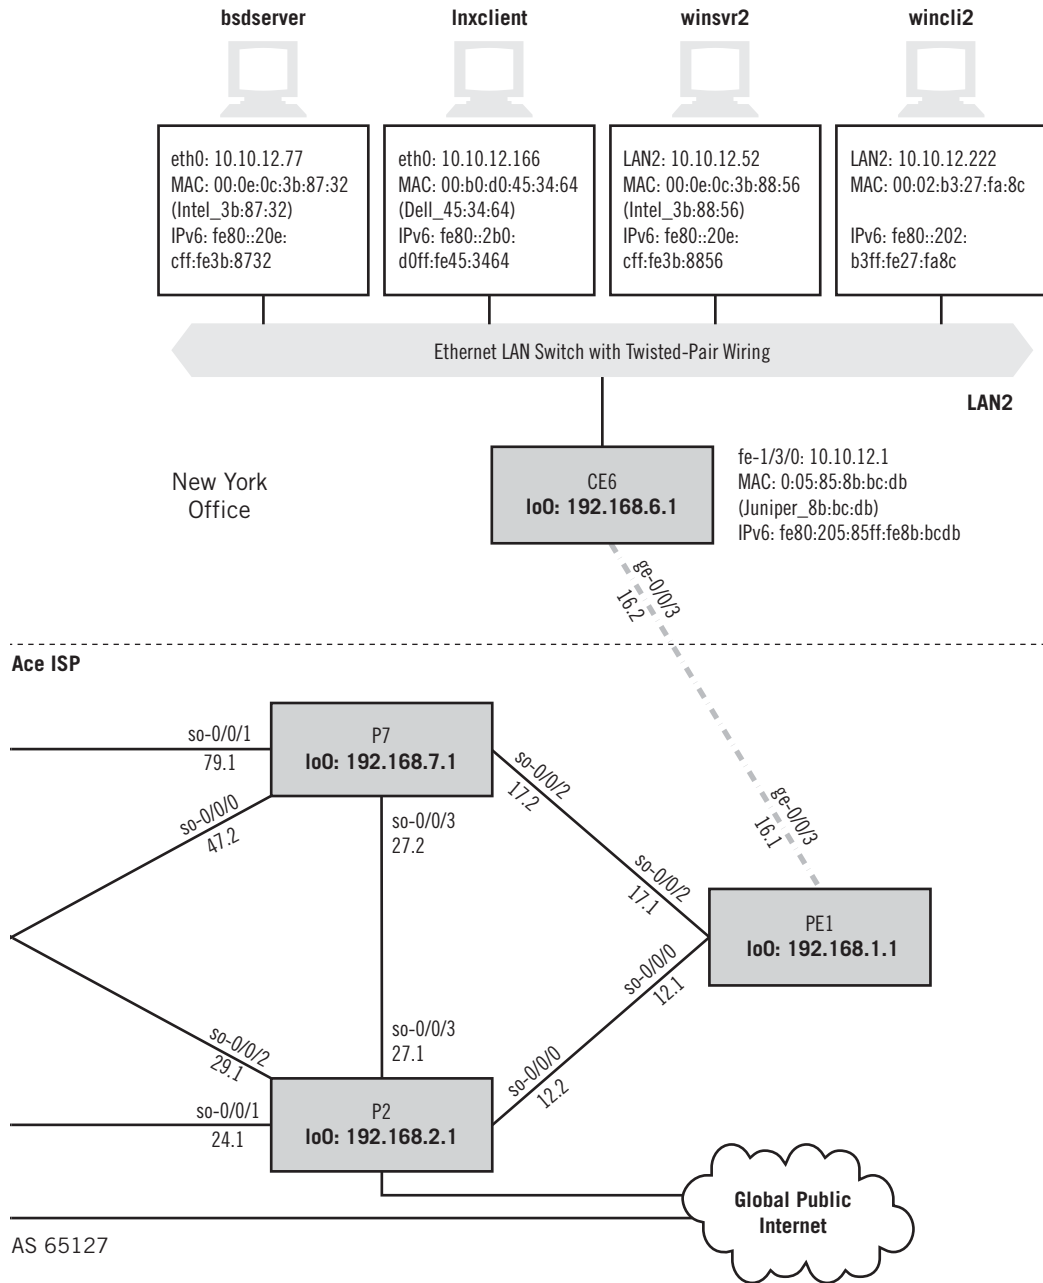 bsdserver
lnxclient
winsvr2
wincli2
eth0: 10.10.12.77
MAC: 00:0e:0c:3b:87:32
(Intel_3b:87:32)
IPv6: fe80::20e:
cff:fe3b:8732
eth0: 10.10.12.166
MAC: 00:b0:d0:45:34:64
(Dell_45:34:64)
IPv6: fe80::2b0:
d0ff:fe45:3464
LAN2: 10.10.12.52
MAC: 00:0e:0c:3b:88:56
(Intel_3b:88:56)
IPv6: fe80::20e:
cff:fe3b:8856
LAN2: 10.10.12.222
MAC: 00:02:b3:27:fa:8c
IPv6: fe80::202:
b3ff:fe27:fa8c
Ethernet LAN Switch with Twisted-Pair Wiring
LAN2
New York
Office
CE6
lo0: 192.168.6.1
fe-1/3/0: 10.10.12.1
MAC: 0:05:85:8b:bc:db
(Juniper_8b:bc:db)
IPv6: fe80:205:85ff:fe8b:bcdb
ge-0/0/3
16.2
Ace ISP
so-0/0/1
79.1
P7
lo0: 192.168.7.1
so-0/0/2
17.2
ge-0/0/3
16.1
so-0/0/0
47.2
so-0/0/3
27.2
so-0/0/2
17.1
PE1
lo0: 192.168.1.1
so-0/0/0
12.1
so-0/0/2
29.1
so-0/0/3
27.1
so-0/0/0
12.2
so-0/0/1
24.1
P2
lo0: 192.168.2.1
Global Public
Internet
AS 65127